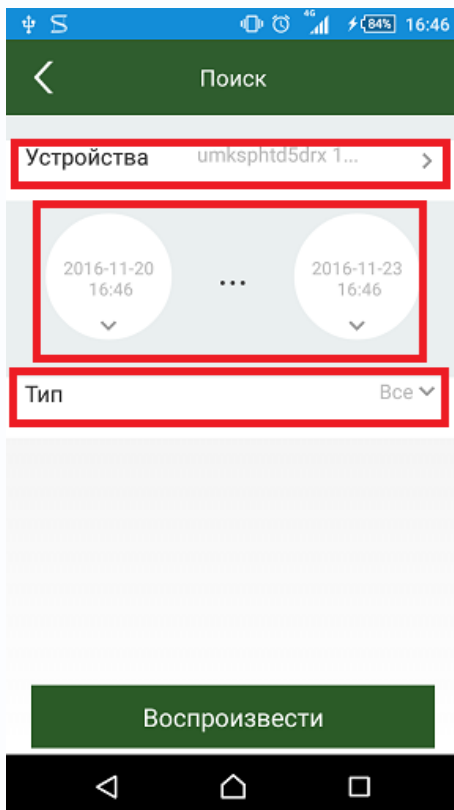 4G
84% 16:46
Поиск
Устройства umksphtd5drx 1...
2016-11-20
16:46
...
2016-11-23
16:46
Тип Все
Воспроизвести